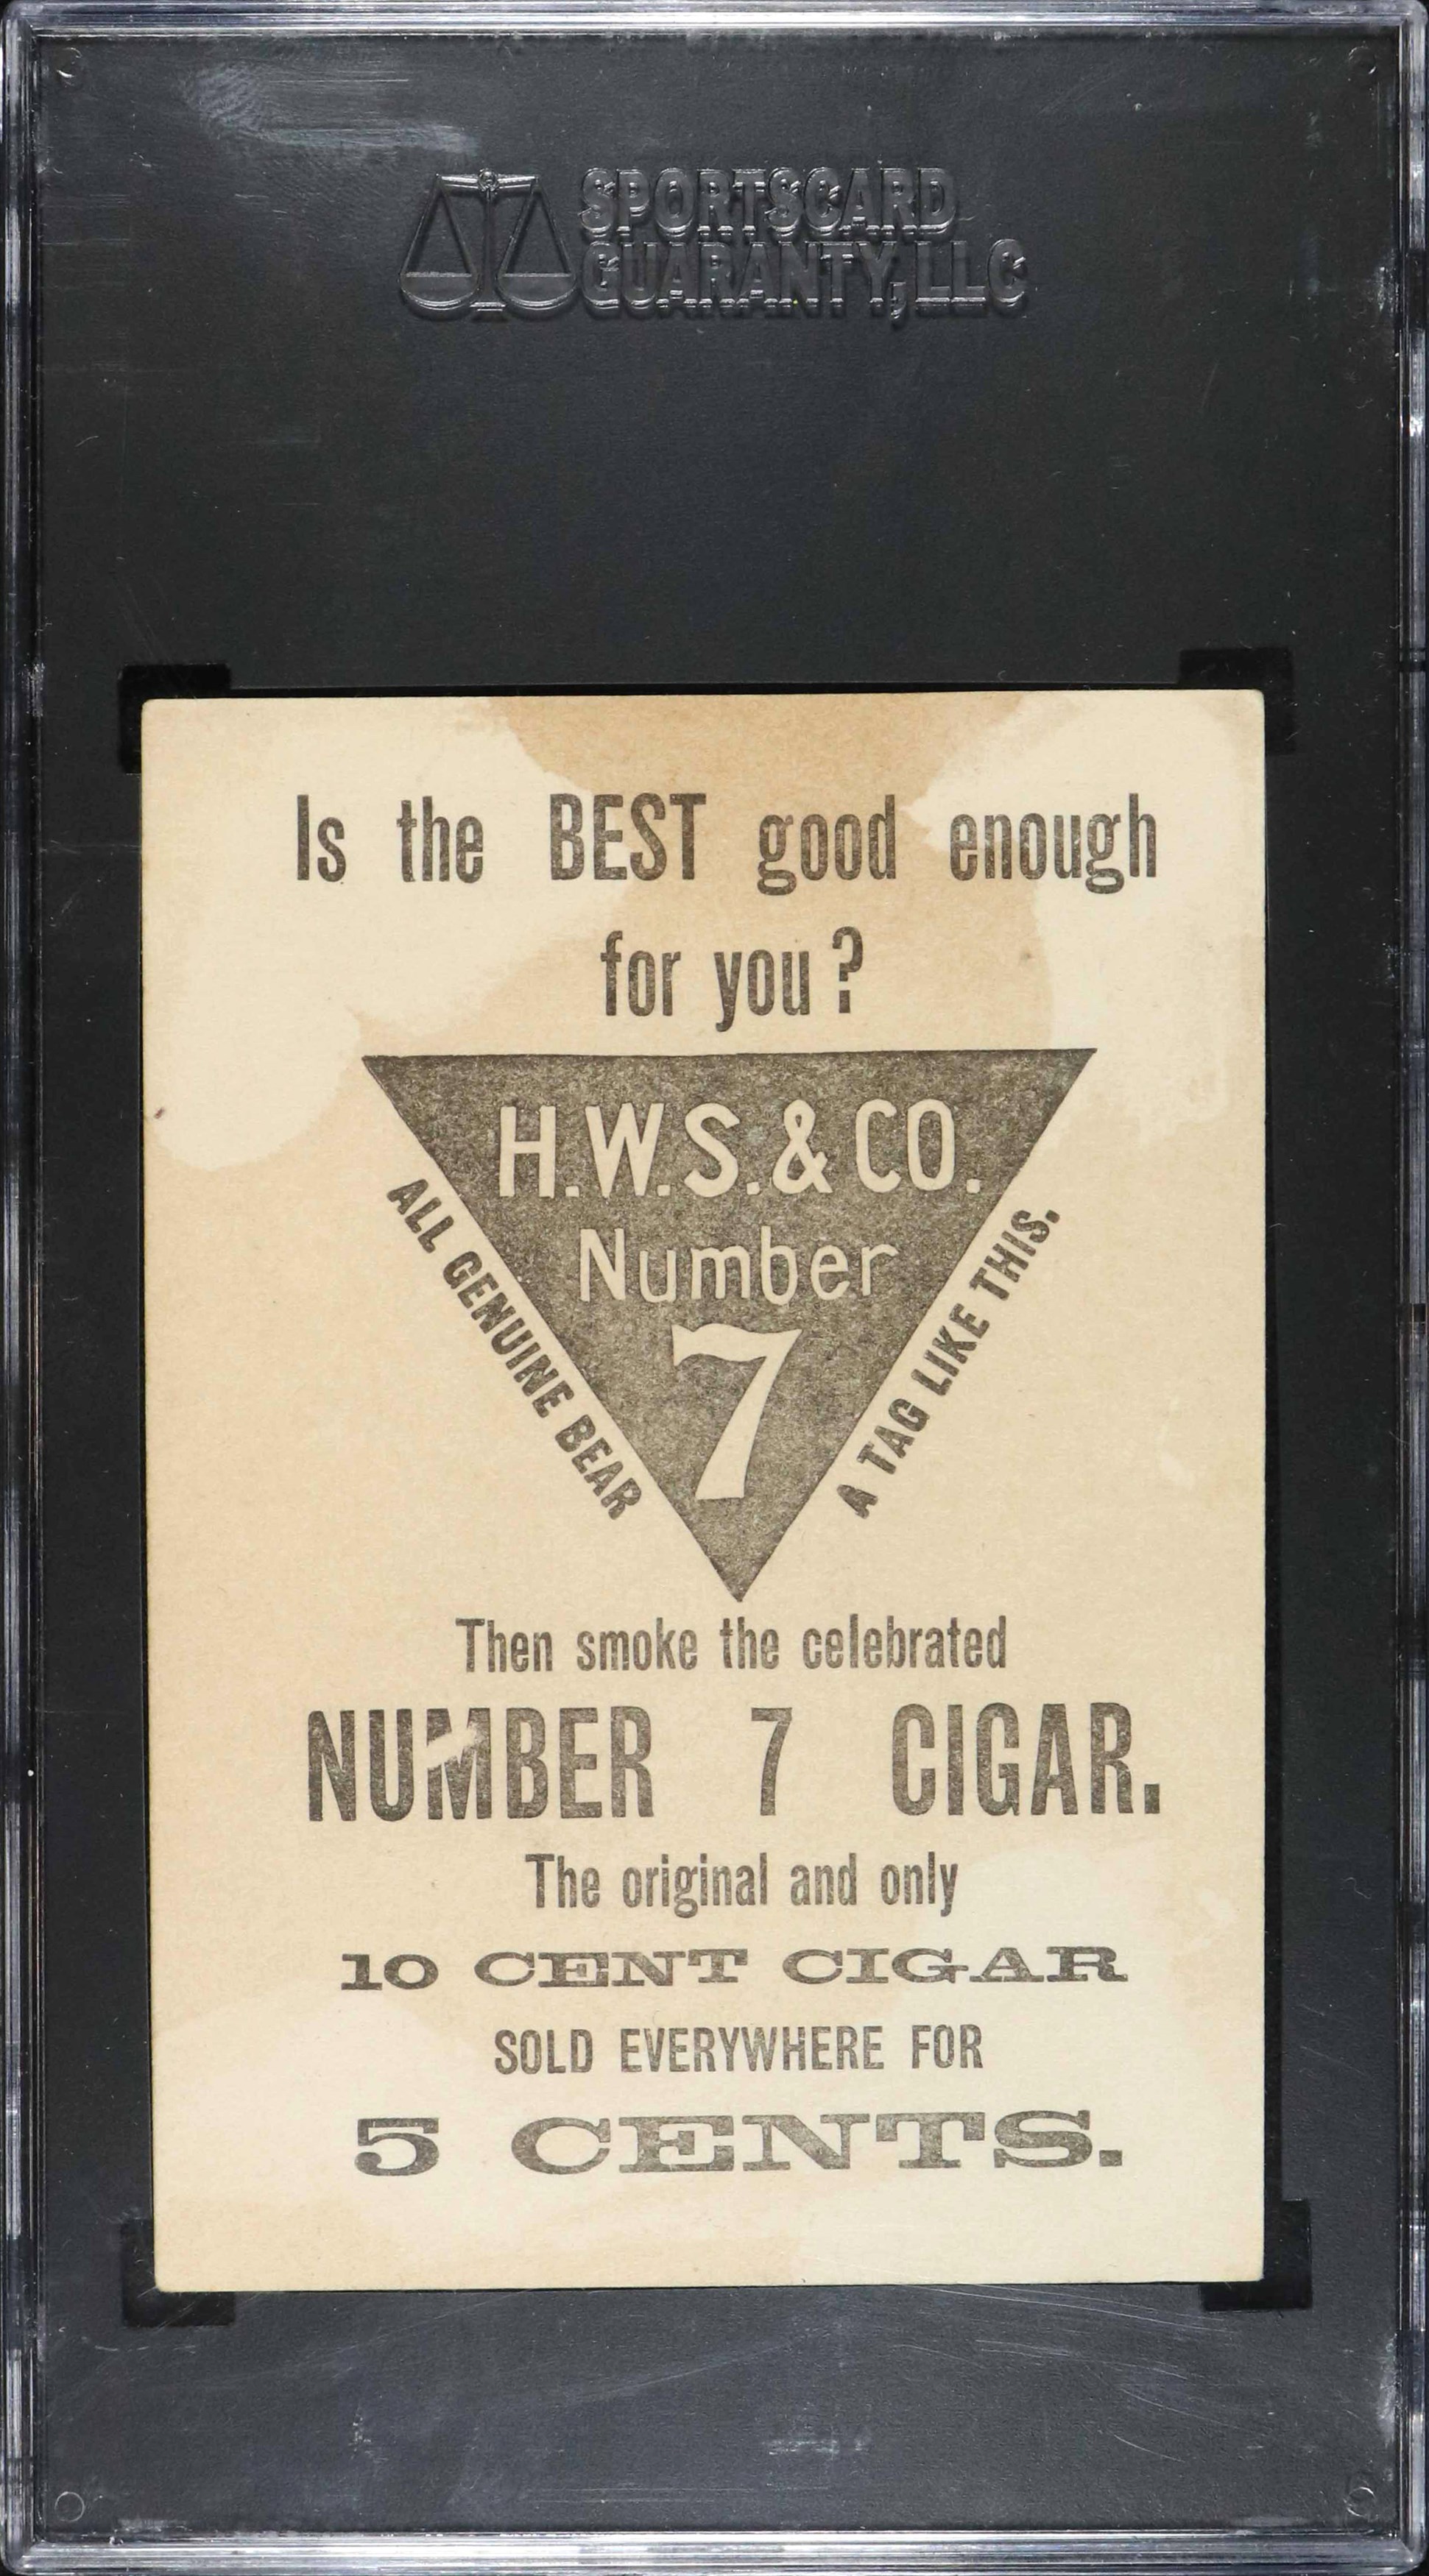 SPORTSCARD
GUARANTY, LLC
Is the BEST good enough
for you?
H.W.S. & CO.
Number
7
ALL GENUINE BEAR
A TAG LIKE THIS.
Then smoke the celebrated
NUMBER 7 CIGAR.
The original and only
10 CENT CIGAR
SOLD EVERYWHERE FOR
5 CENTS.